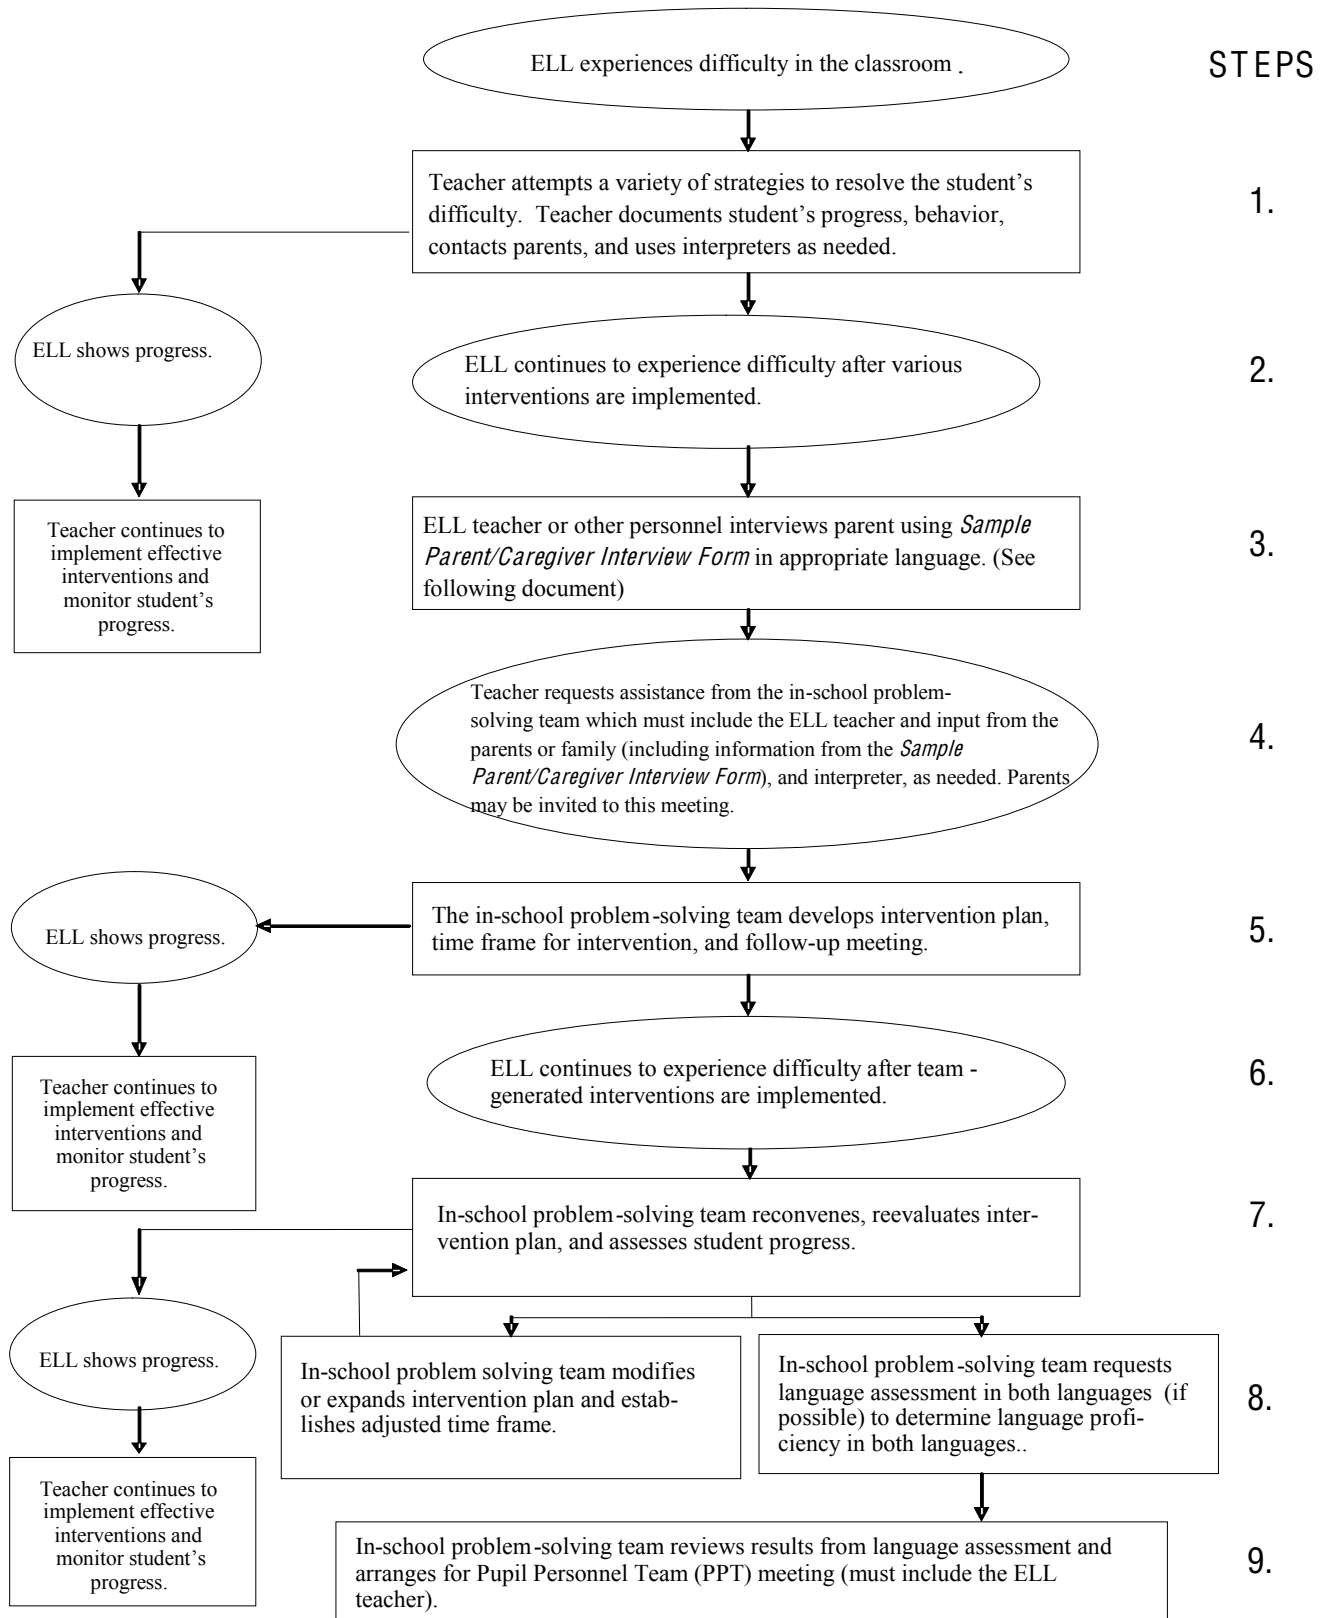 ELL experiences difficulty in the classroom .
STEPS
Teacher attempts a variety of strategies to resolve the student's
difficulty. Teacher documents student's progress, behavior,
contacts parents, and uses interpreters as needed.
1.
ELL shows progress.
ELL continues to experience difficulty after various
interventions are implemented.
2.
Teacher continues to
implement effective
interventions and
monitor student's
progress.
ELL teacher or other personnel interviews parent using Sample
Parent/Caregiver Interview Form in appropriate language. (See
following document)
3.
Teacher requests assistance from the in-school problem-
solving team which must include the ELL teacher and input from the
parents or family (including information from the Sample
Parent/Caregiver Interview Form), and interpreter, as needed. Parents
may be invited to this meeting.
4.
ELL shows progress.
The in-school problem-solving team develops intervention plan,
time frame for intervention, and follow-up meeting.
5.
Teacher continues to
implement effective
interventions and
monitor student's
progress.
ELL continues to experience difficulty after team -
generated interventions are implemented.
6.
In-school problem-solving team reconvenes, reevaluates inter-
vention plan, and assesses student progress.
7.
ELL shows progress.
In-school problem solving team modifies
or expands intervention plan and estab-
lishes adjusted time frame.
In-school problem-solving team requests
language assessment in both languages (if
possible) to determine language profi-
ciency in both languages..
8.
Teacher continues to
implement effective
interventions and
monitor student's
progress.
In-school problem-solving team reviews results from language assessment and
arranges for Pupil Personnel Team (PPT) meeting (must include the ELL
teacher).
9.